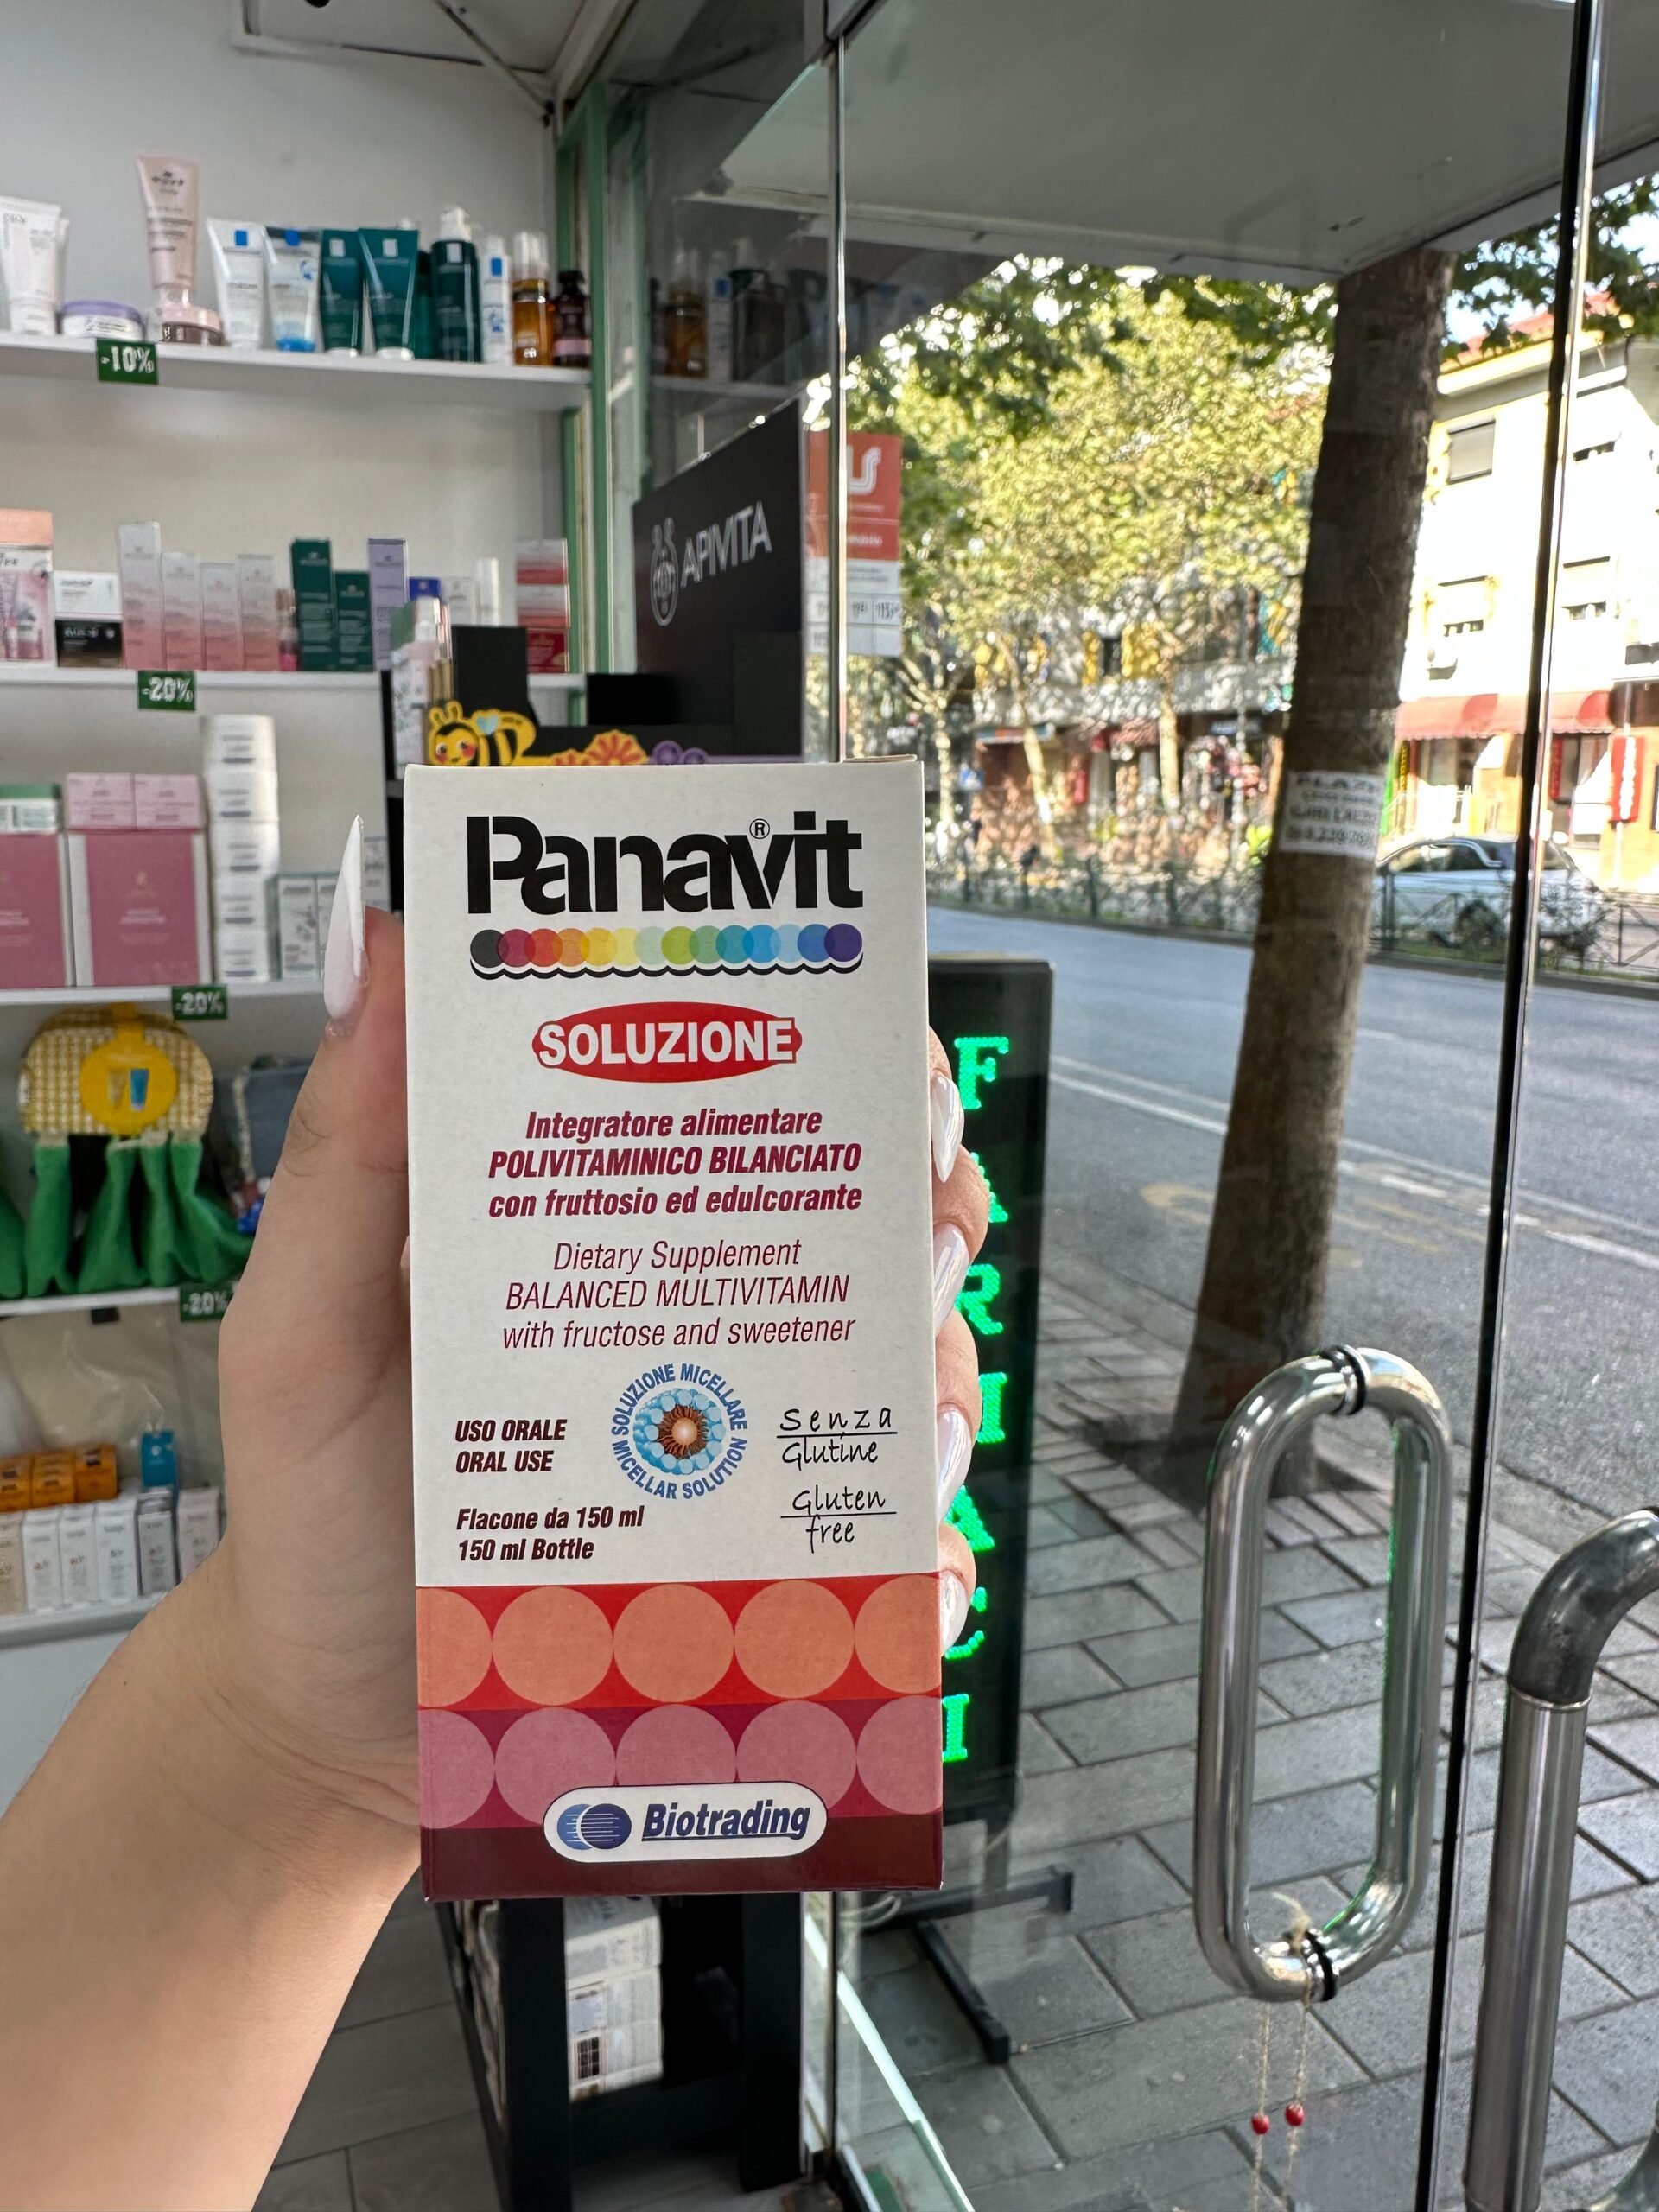 -10%
APIVITA
-20%
-20%
-20%
Panavit®
SOLUZIONE
Integratore alimentare
POLIVITAMINICO BILANCIATO
con fruttosio ed edulcorante
Dietary Supplement
BALANCED MULTIVITAMIN
with fructose and sweetener
SOLUZIONE MICELLARE
MICELLAR SOLUTION
USO ORALE
ORAL USE
Senza
Glutine
Gluten
free
Flacone da 150 ml
150 ml Bottle
Biotrading
F
A
R
M
A
C
I